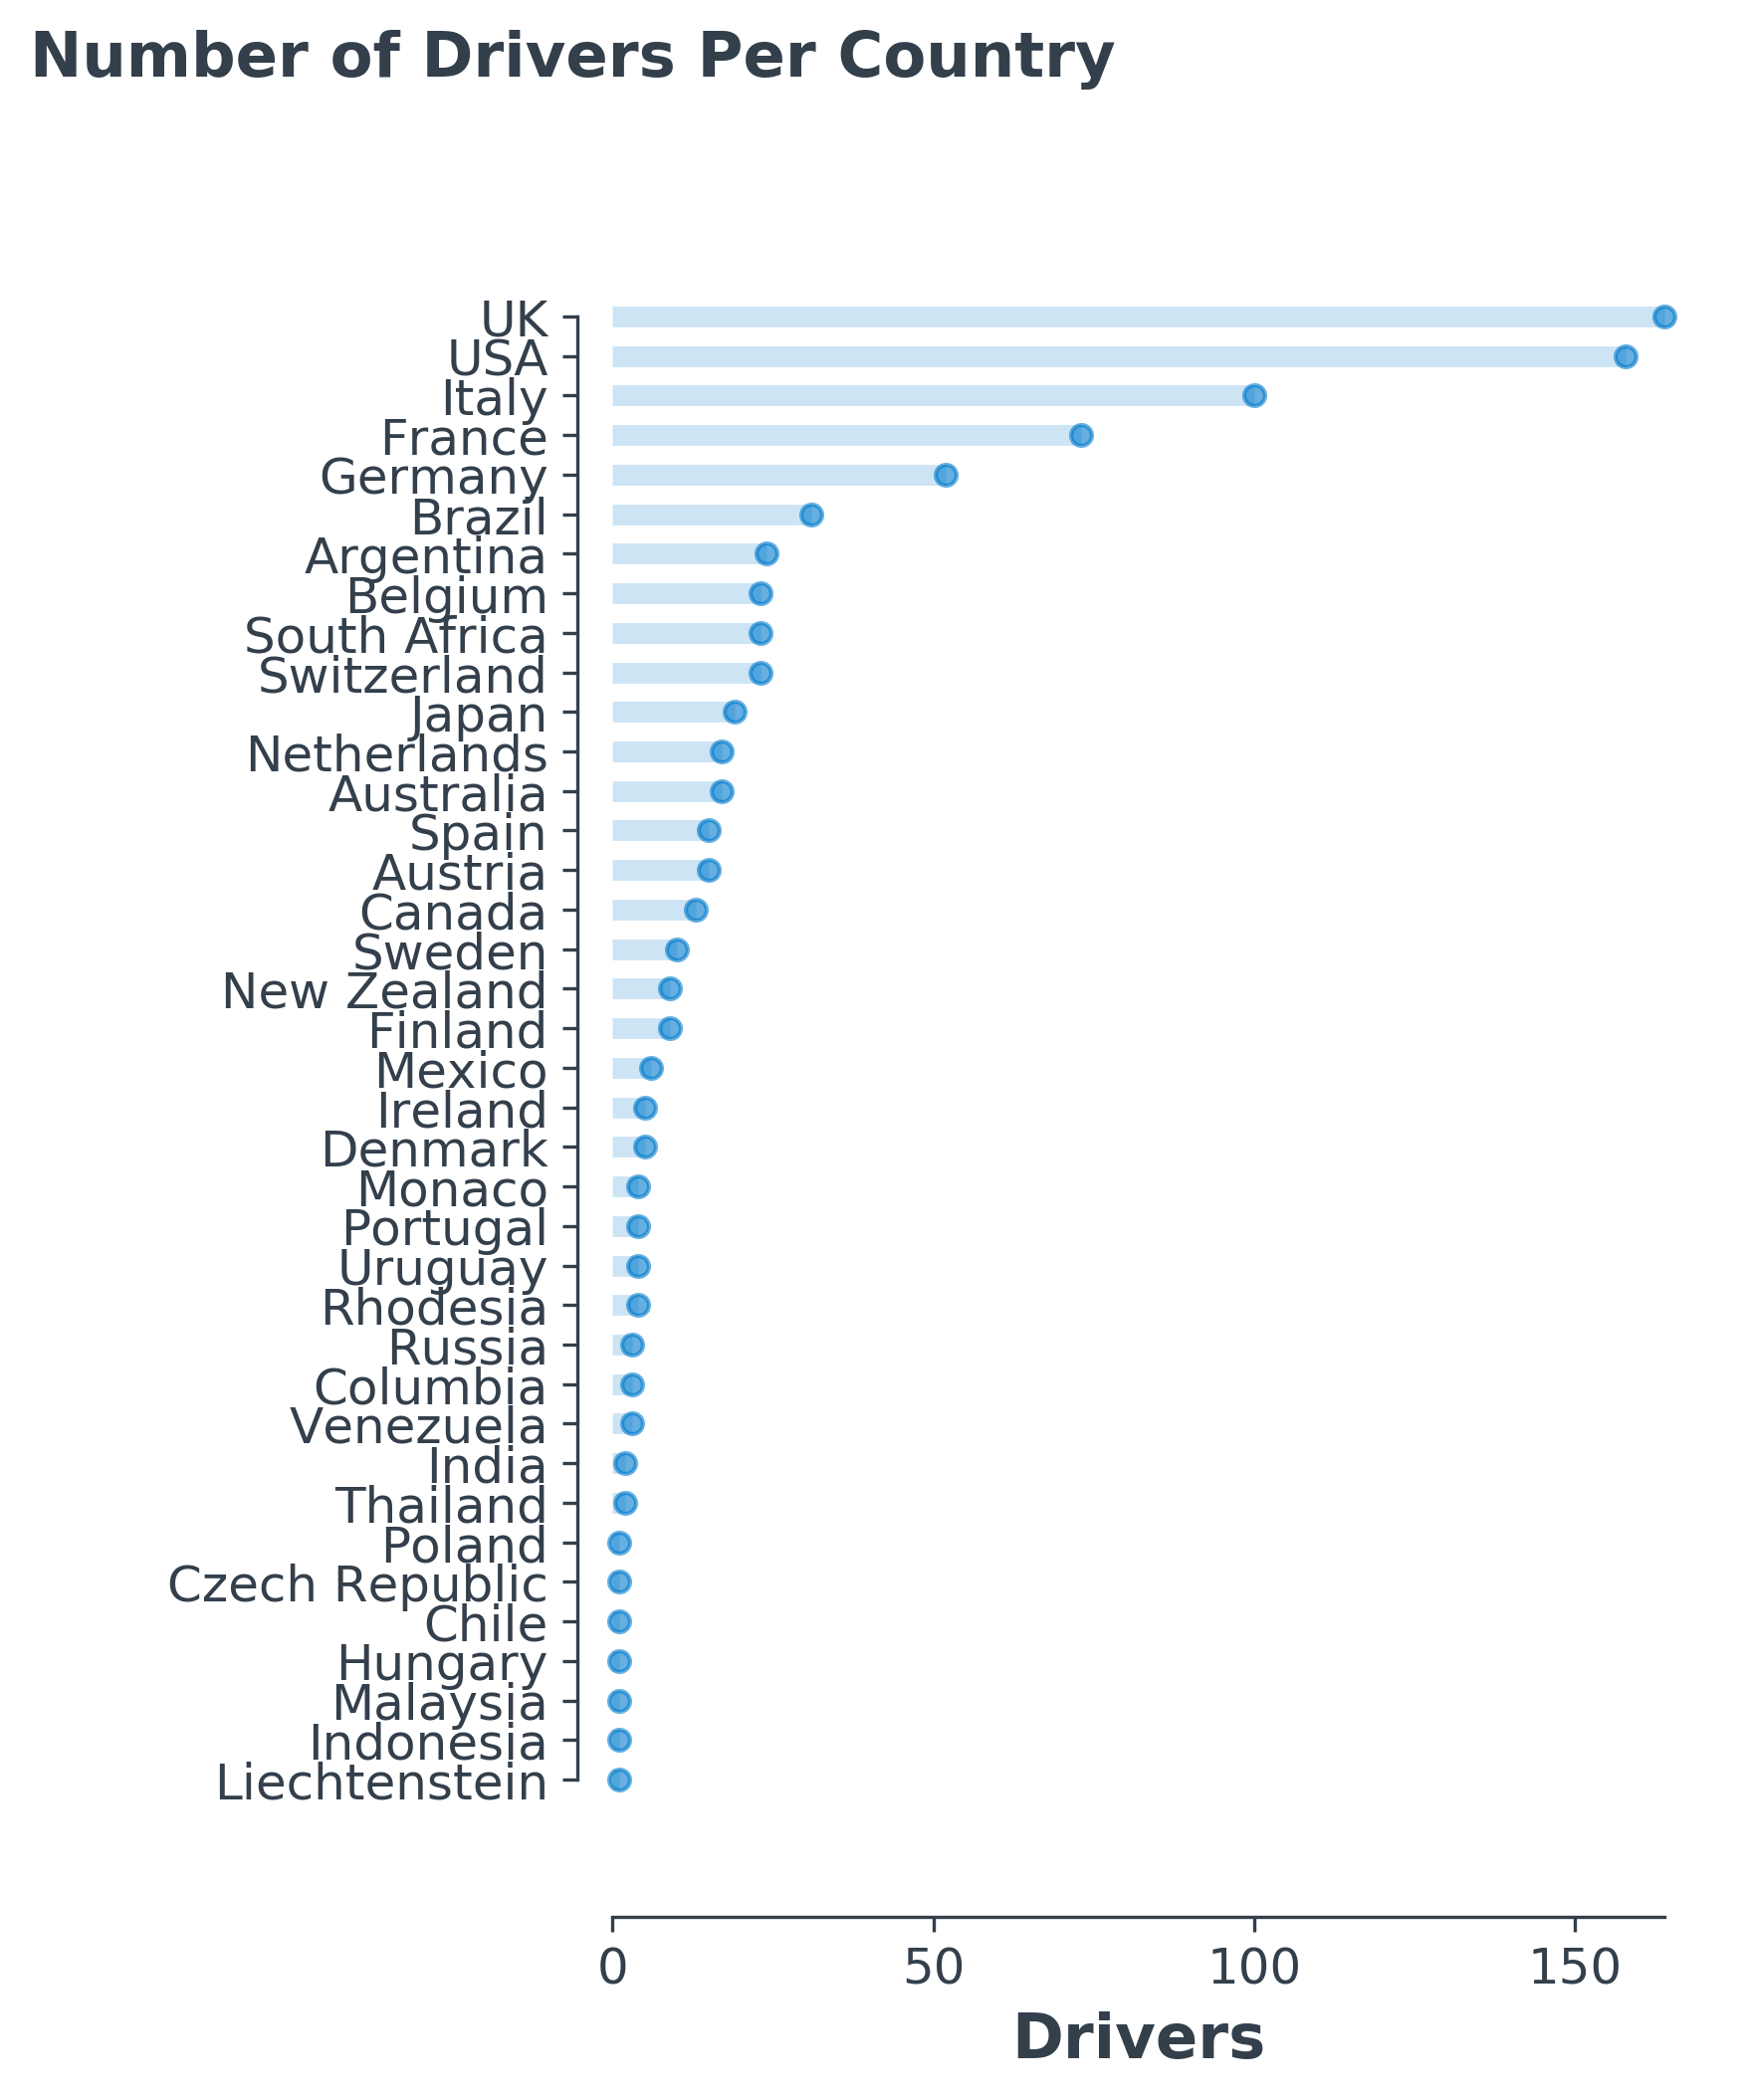 Number of Drivers Per Country
UK
USA
Italy
France
Germany
Brazil
Argentina
Belgium
South Africa
Switzerland
Japan
Netherlands
Australia
Spain
Austria
Canada
Sweden
New Zealand
Finland
Mexico
Ireland
Denmark
Monaco
Portugal
Uruguay
Rhodesia
Russia
Columbia
Venezuela
India
Thailand
Poland
Czech Republic
Chile
Hungary
Malaysia
Indonesia
Liechtenstein
0 50 100 150
Drivers